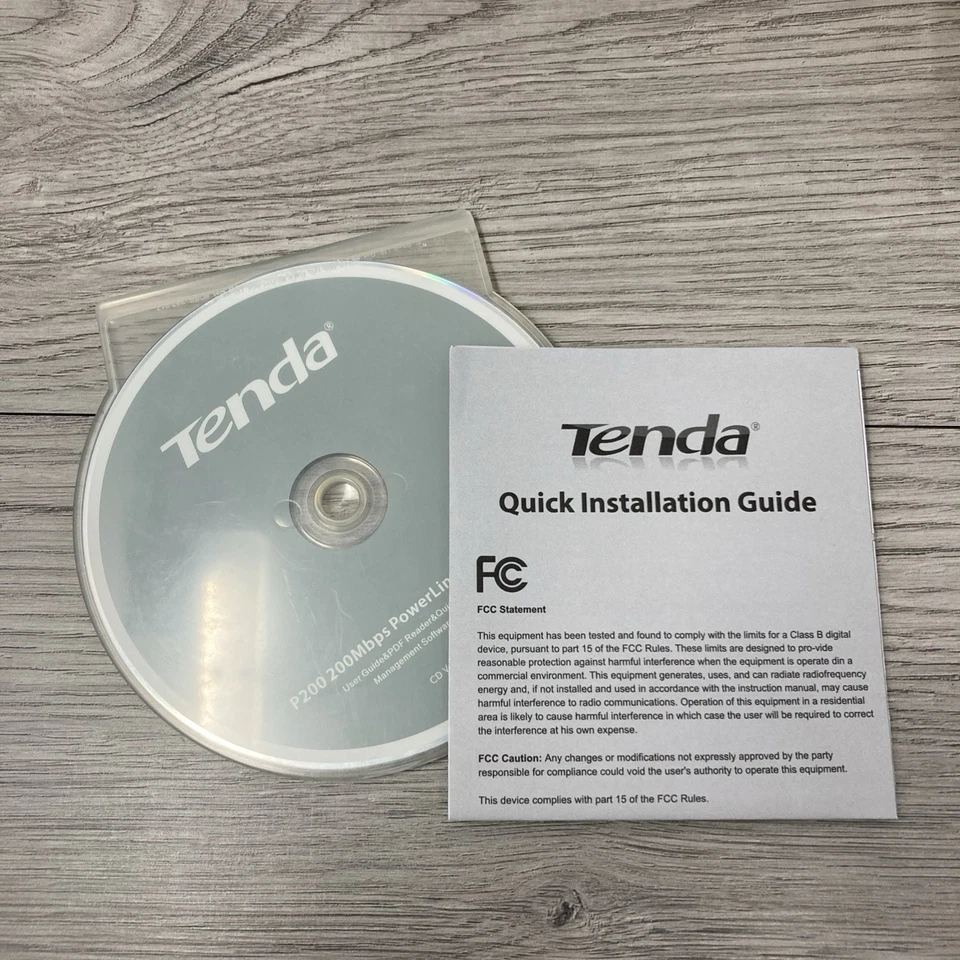 Tenda®
P200 200Mbps PowerLin
User Guide&PDF Reader&Qui
Management Softwar
CD V
Tenda®
Quick Installation Guide
FC
FCC Statement
This equipment has been tested and found to comply with the limits for a Class B digital
device, pursuant to part 15 of the FCC Rules. These limits are designed to pro-vide
reasonable protection against harmful interference when the equipment is operate din a
commercial environment. This equipment generates, uses, and can radiate radiofrequency
energy and, if not installed and used in accordance with the instruction manual, may cause
harmful interference to radio communications. Operation of this equipment in a residential
area is likely to cause harmful interference in which case the user will be required to correct
the interference at his own expense.
FCC Caution: Any changes or modifications not expressly approved by the party
responsible for compliance could void the user's authority to operate this equipment.
This device complies with part 15 of the FCC Rules.